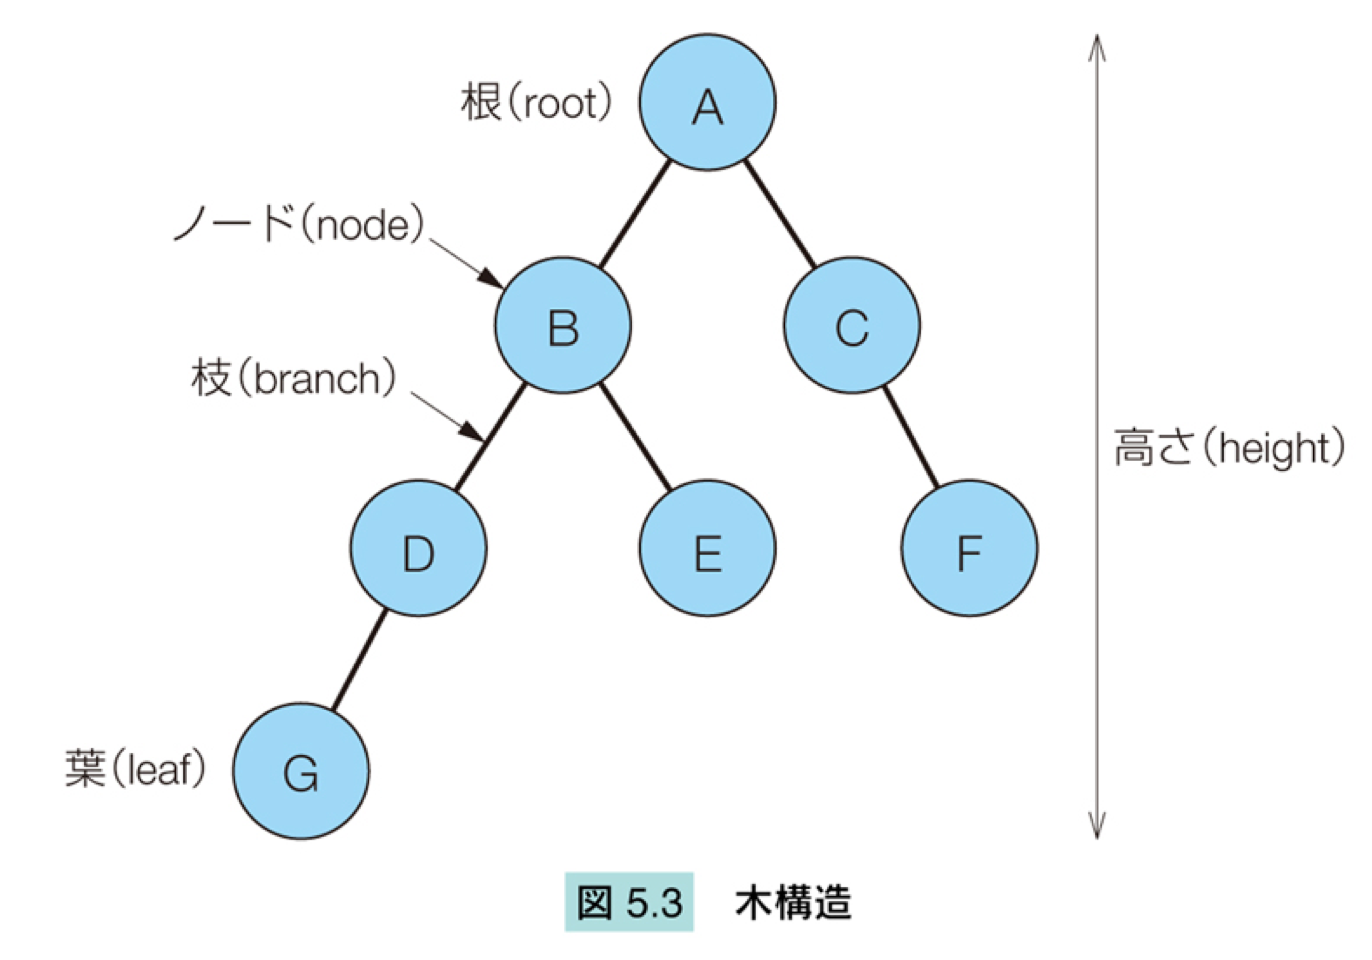 根(root)
A
ノード(node)
B
C
枝(branch)
高さ(height)
D
E
F
葉(leaf)
G
図 5.3 木構造